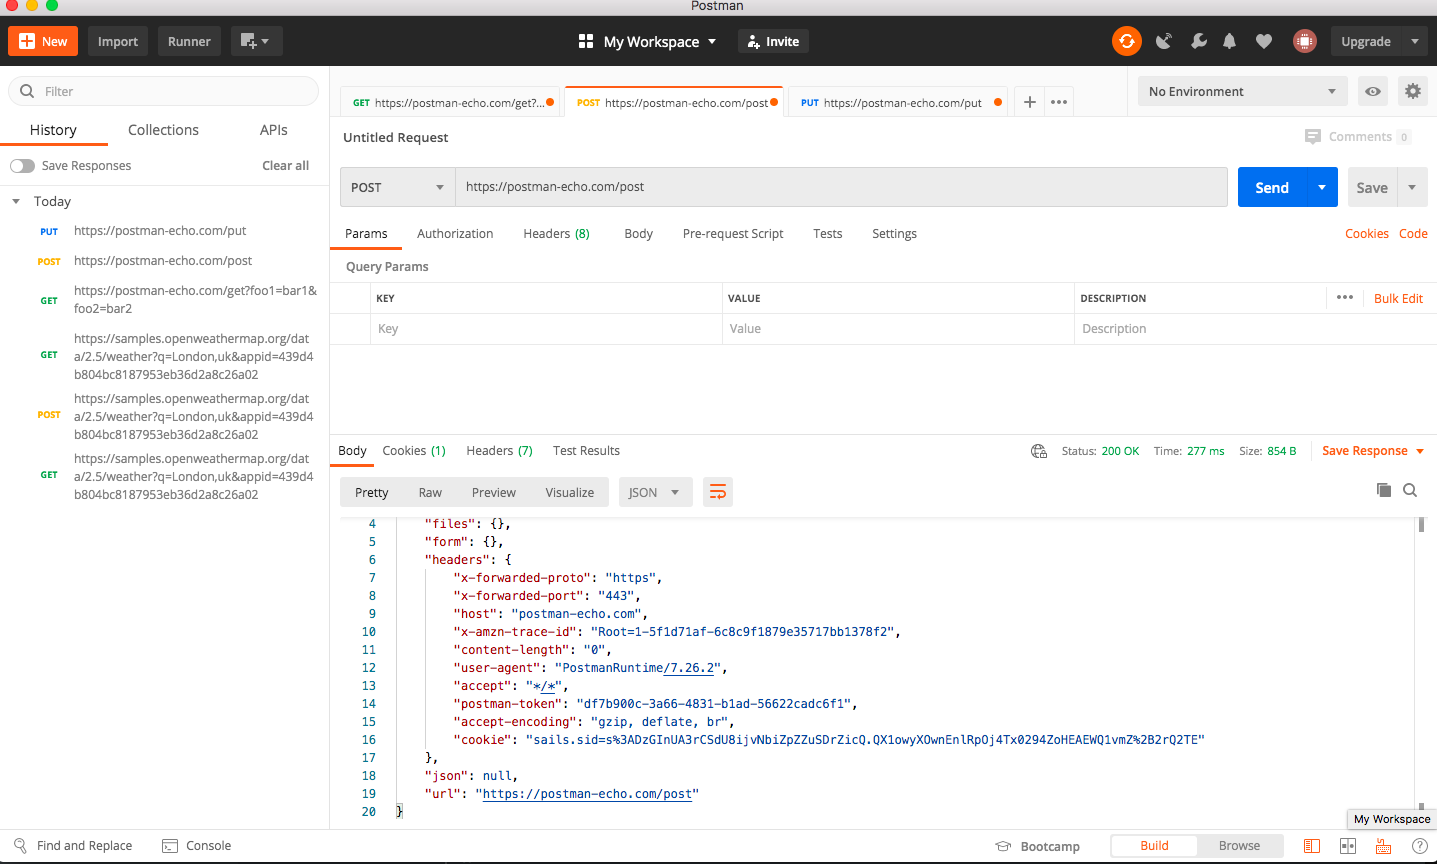 Postman
New Import Runner My Workspace Invite Upgrade
Filter
History Collections APIs
Save Responses Clear all
Today
PUT https://postman-echo.com/put
POST https://postman-echo.com/post
GET https://postman-echo.com/get?foo1=bar1&
foo2=bar2
GET https://samples.openweathermap.org/dat
a/2.5/weather?q=London,uk&appid=439d4
b804bc8187953eb36d2a8c26a02
POST https://samples.openweathermap.org/dat
a/2.5/weather?q=London,uk&appid=439d4
b804bc8187953eb36d2a8c26a02
GET https://samples.openweathermap.org/dat
a/2.5/weather?q=London,uk&appid=439d4
b804bc8187953eb36d2a8c26a02
GET https://postman-echo.com/get?... POST https://postman-echo.com/post PUT https://postman-echo.com/put + ••• No Environment
Untitled Request Comments 0
POST https://postman-echo.com/post Send Save
Params Authorization Headers (8) Body Pre-request Script Tests Settings Cookies Code
Query Params
KEY VALUE DESCRIPTION ••• Bulk Edit
Key Value Description
Body Cookies (1) Headers (7) Test Results Status: 200 OK Time: 277 ms Size: 854 B Save Response
Pretty Raw Preview Visualize JSON
4 "files": {},
5 "form": {},
6 "headers": {
7 "x-forwarded-proto": "https",
8 "x-forwarded-port": "443",
9 "host": "postman-echo.com",
10 "x-amzn-trace-id": "Root=1-5f1d71af-6c8c9f1879e35717bb1378f2",
11 "content-length": "0",
12 "user-agent": "PostmanRuntime/7.26.2",
13 "accept": "*/*",
14 "postman-token": "df7b900c-3a66-4831-b1ad-56622cadc6f1",
15 "accept-encoding": "gzip, deflate, br",
16 "cookie": "sails.sid=s%3ADzGInUA3rCSdU8ijvNbiZpZZuSDrZicQ.QX1owyXOwnEnlRpOj4Tx0294ZoHEAEWQ1vmZ%2B2rQ2TE"
17 },
18 "json": null,
19 "url": "https://postman-echo.com/post"
20 }
My Workspace
Find and Replace Console Bootcamp Build Browse